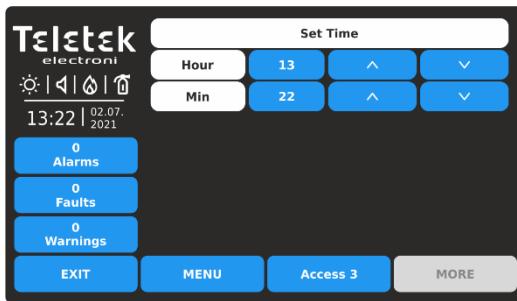 Teletek
electroni
13:22
02.07.
2021
0
Alarms
0
Faults
0
Warnings
Set Time
Hour 13
Min 22
EXIT MENU Access 3 MORE